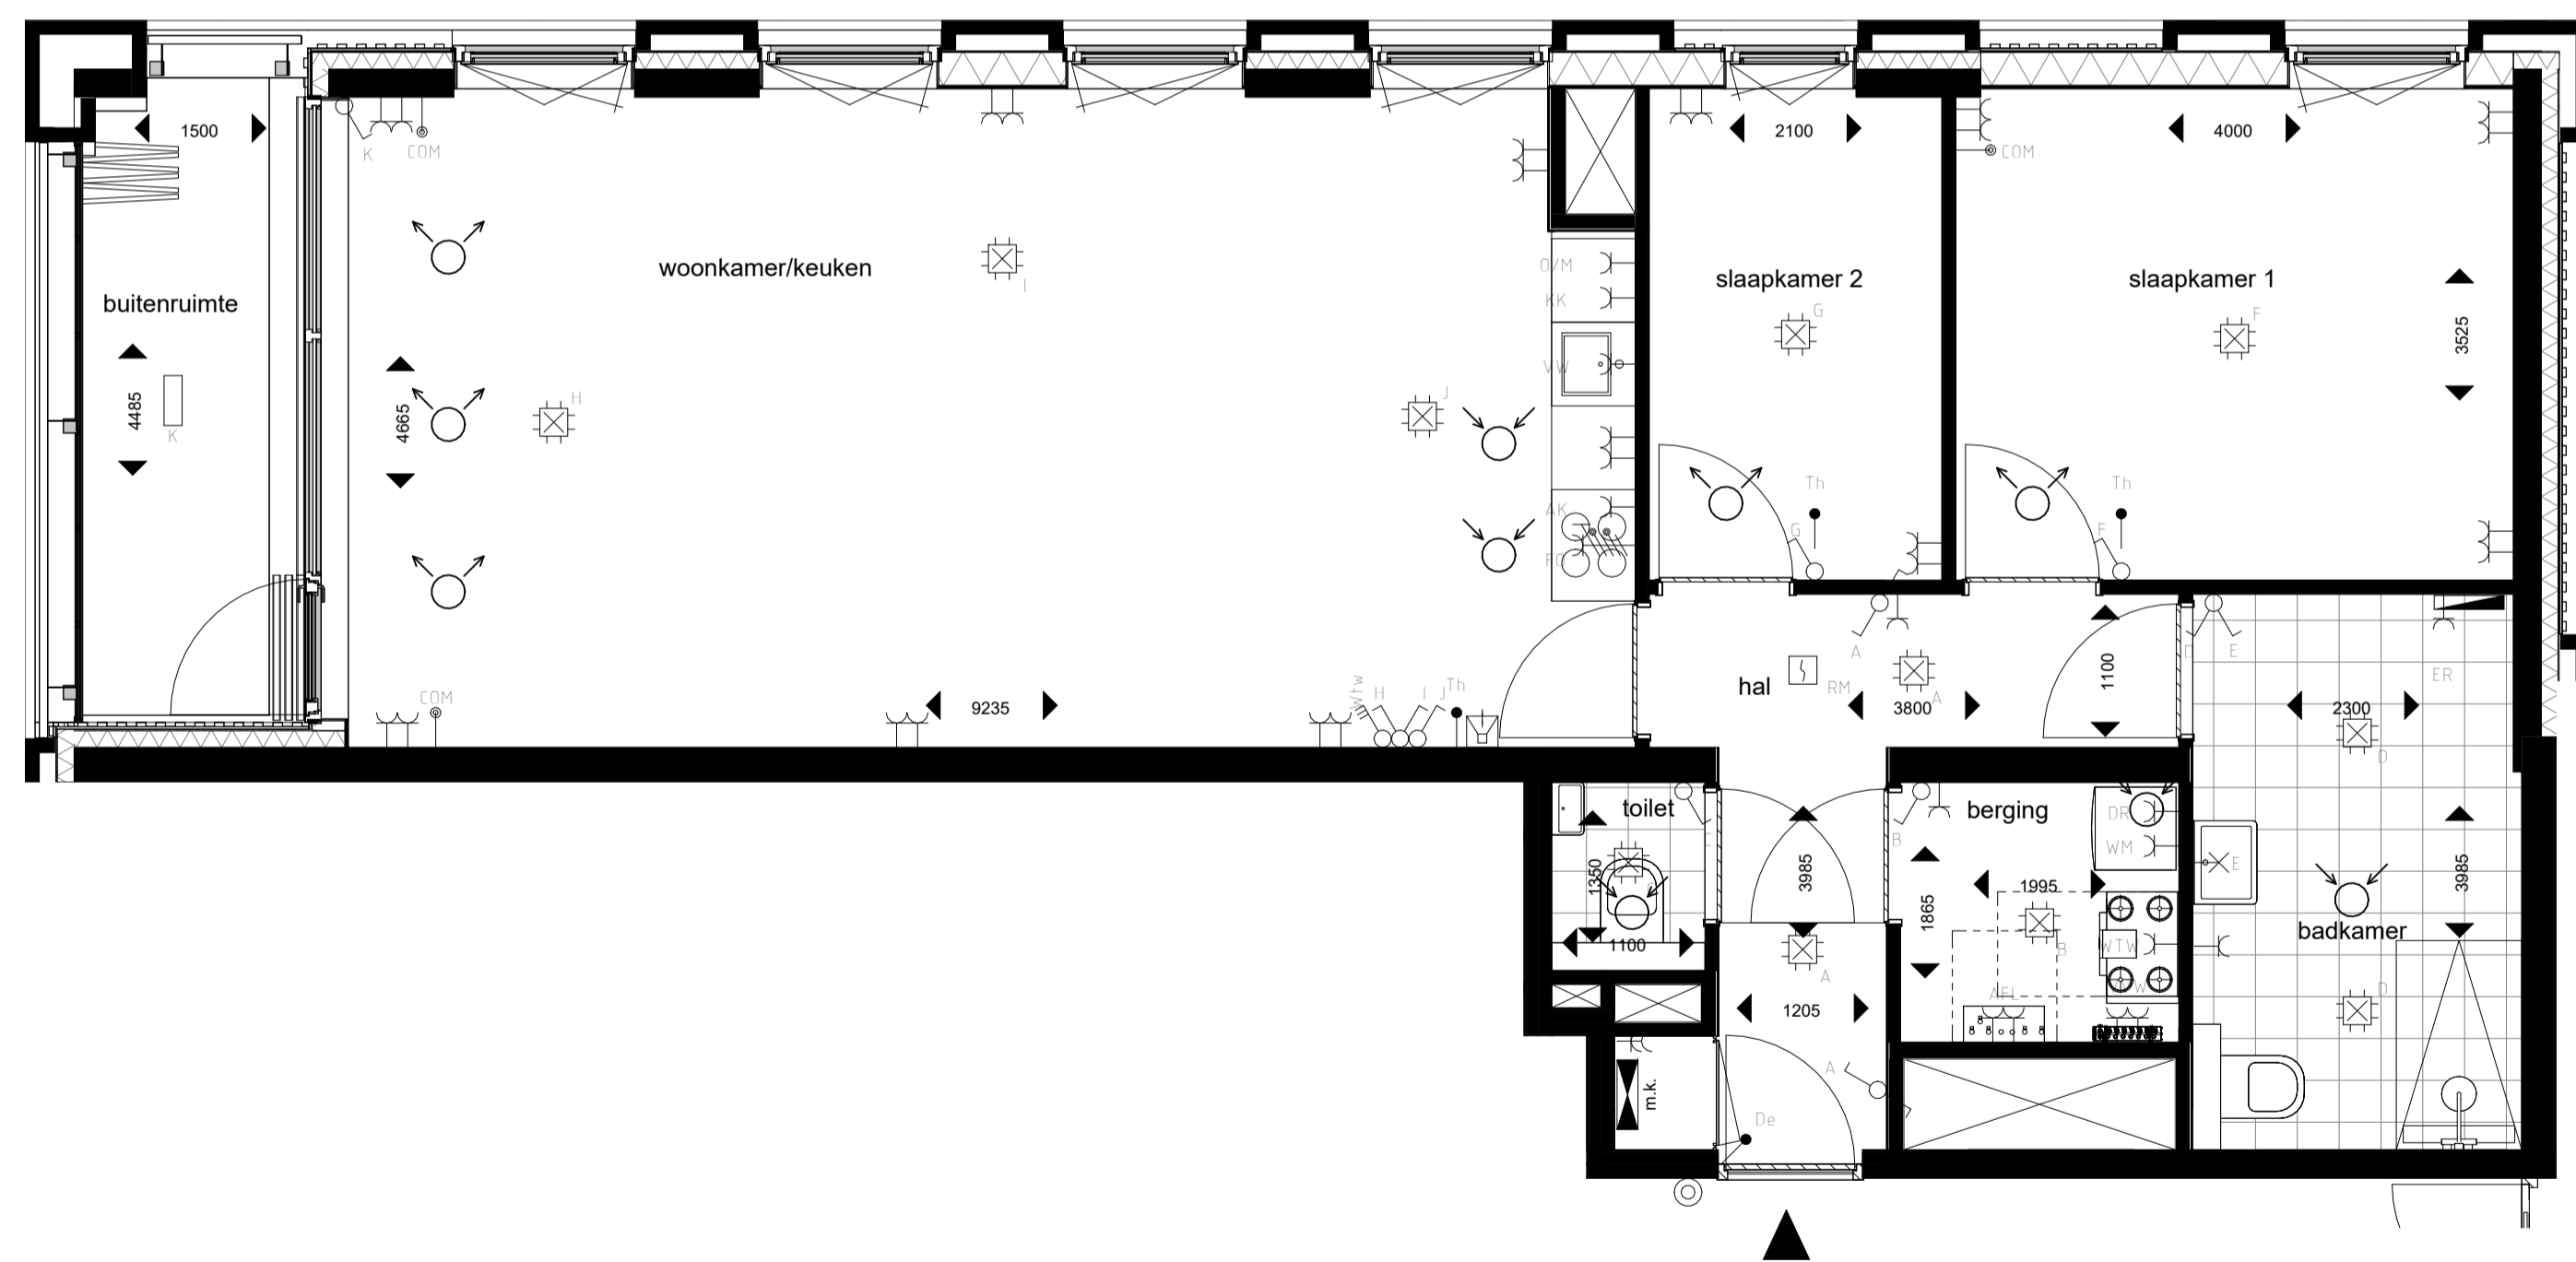 1500
K
COM
2100
4000
COM
woonkamer/keuken
I
O/M
KK
slaapkamer 2
G
slaapkamer 1
F
3525
buitenruimte
4485
K
4665
H
J
VW
AK
Th
G
Th
F
COM
9235
Wtw
H
I
J
Th
hal
RM
A
A
3800
1100
D
E
ER
2300
D
toilet
1350
1100
3985
berging
B
DR
WM
1995
1865
B
WTW
AFL
E
badkamer
3985
D
A
1205
A
m.k.
De